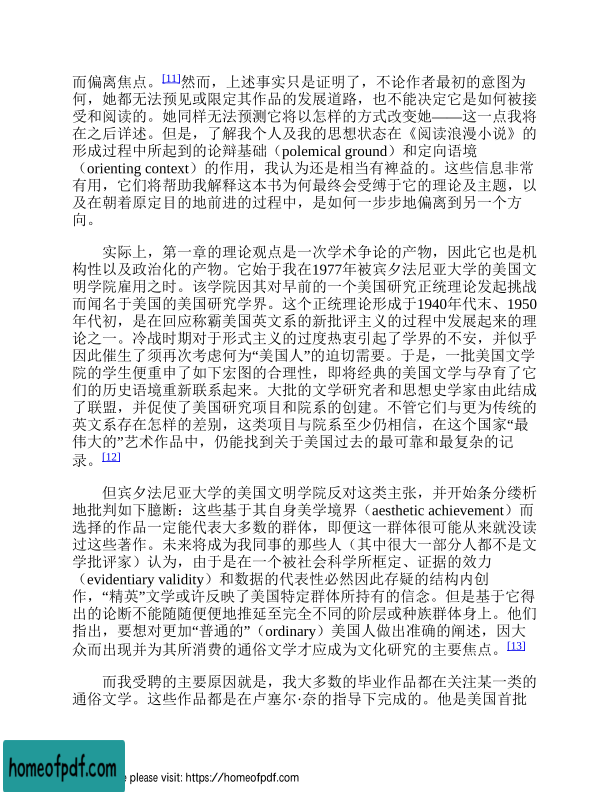 而偏离焦点。[11]然而，上述事实只是证明了，不论作者最初的意图为
何，她都无法预见或限定其作品的发展道路，也不能决定它是如何被接
受和阅读的。她同样无法预测它将以怎样的方式改变她——这一点我将
在之后详述。但是，了解我个人及我的思想状态在《阅读浪漫小说》的
形成过程中所起到的论辩基础（polemical ground）和定向语境
（orienting context）的作用，我认为还是相当有裨益的。这些信息非常
有用，它们将帮助我解释这本书为何最终会受缚于它的理论及主题，以
及在朝着原定目的地前进的过程中，是如何一步步地偏离到另一个方
向。
实际上，第一章的理论观点是一次学术争论的产物，因此它也是机
构性以及政治化的产物。它始于我在1977年被宾夕法尼亚大学的美国文
明学院雇用之时。该学院因其对早前的一个美国研究正统理论发起挑战
而闻名于美国的美国研究学界。这个正统理论形成于1940年代末、1950
年代初，是在回应称霸美国英文系的新批评主义的过程中发展起来的理
论之一。冷战时期对于形式主义的过度热衷引起了学界的不安，并似乎
因此催生了须再次考虑何为“美国人”的迫切需要。于是，一批美国文学
院的学生便重申了如下宏图的合理性，即将经典的美国文学与孕育了它
们的历史语境重新联系起来。大批的文学研究者和思想史学家由此结成
了联盟，并促使了美国研究项目和院系的创建。不管它们与更为传统的
英文系存在怎样的差别，这类项目与院系至少仍相信，在这个国家“最
伟大的”艺术作品中，仍能找到关于美国过去的最可靠和最复杂的记
录。[12]
但宾夕法尼亚大学的美国文明学院反对这类主张，并开始条分缕析
地批判如下臆断：这些基于其自身美学境界（aesthetic achievement）而
选择的作品一定能代表大多数的群体，即便这一群体很可能从来就没读
过这些著作。未来将成为我同事的那些人（其中很大一部分人都不是文
学批评家）认为，由于是在一个被社会科学所框定、证据的效力
（evidentiary validity）和数据的代表性必然因此存疑的结构内创
作，“精英”文学或许反映了美国特定群体所持有的信念。但是基于它得
出的论断不能随随便便地推延至完全不同的阶层或种族群体身上。他们
指出，要想对更加“普通的”（ordinary）美国人做出准确的阐述，因大
众而出现并为其所消费的通俗文学才应成为文化研究的主要焦点。[13]
而我受聘的主要原因就是，我大多数的毕业作品都在关注某一类的
通俗文学。这些作品都是在卢塞尔·奈的指导下完成的。他是美国首批
homeofpdf.com
please visit: https://homeofpdf.com